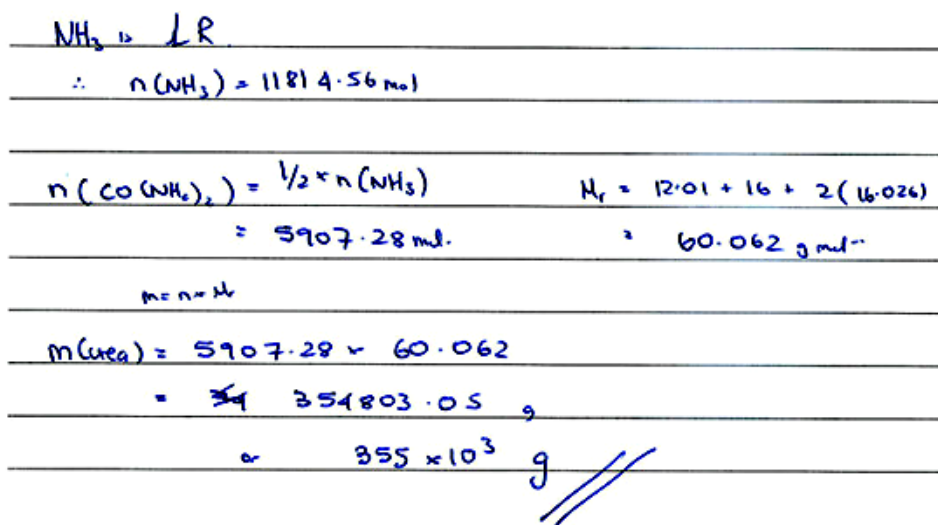 NH₃ is LR.
∴ n(NH₃) = 11814.56 mol
n(CO(NH₂)₂) = 1/2 × n(NH₃) Mr = 12.01 + 16 + 2(16.026)
= 5907.28 mol. = 60.062 g mol⁻
m = n × Mr
m(urea) = 5907.28 × 60.062
= 354803.05 g
or 355 × 10³ g